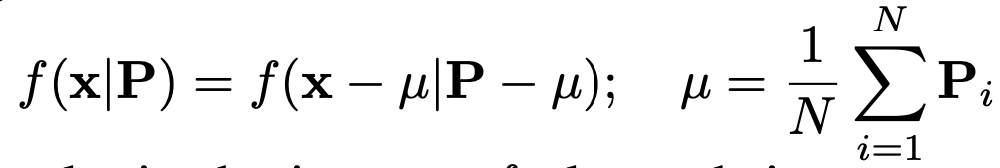 f(x|P) = f(x − μ|P − μ); μ = 1/N ∑_{i=1}^{N} P_i